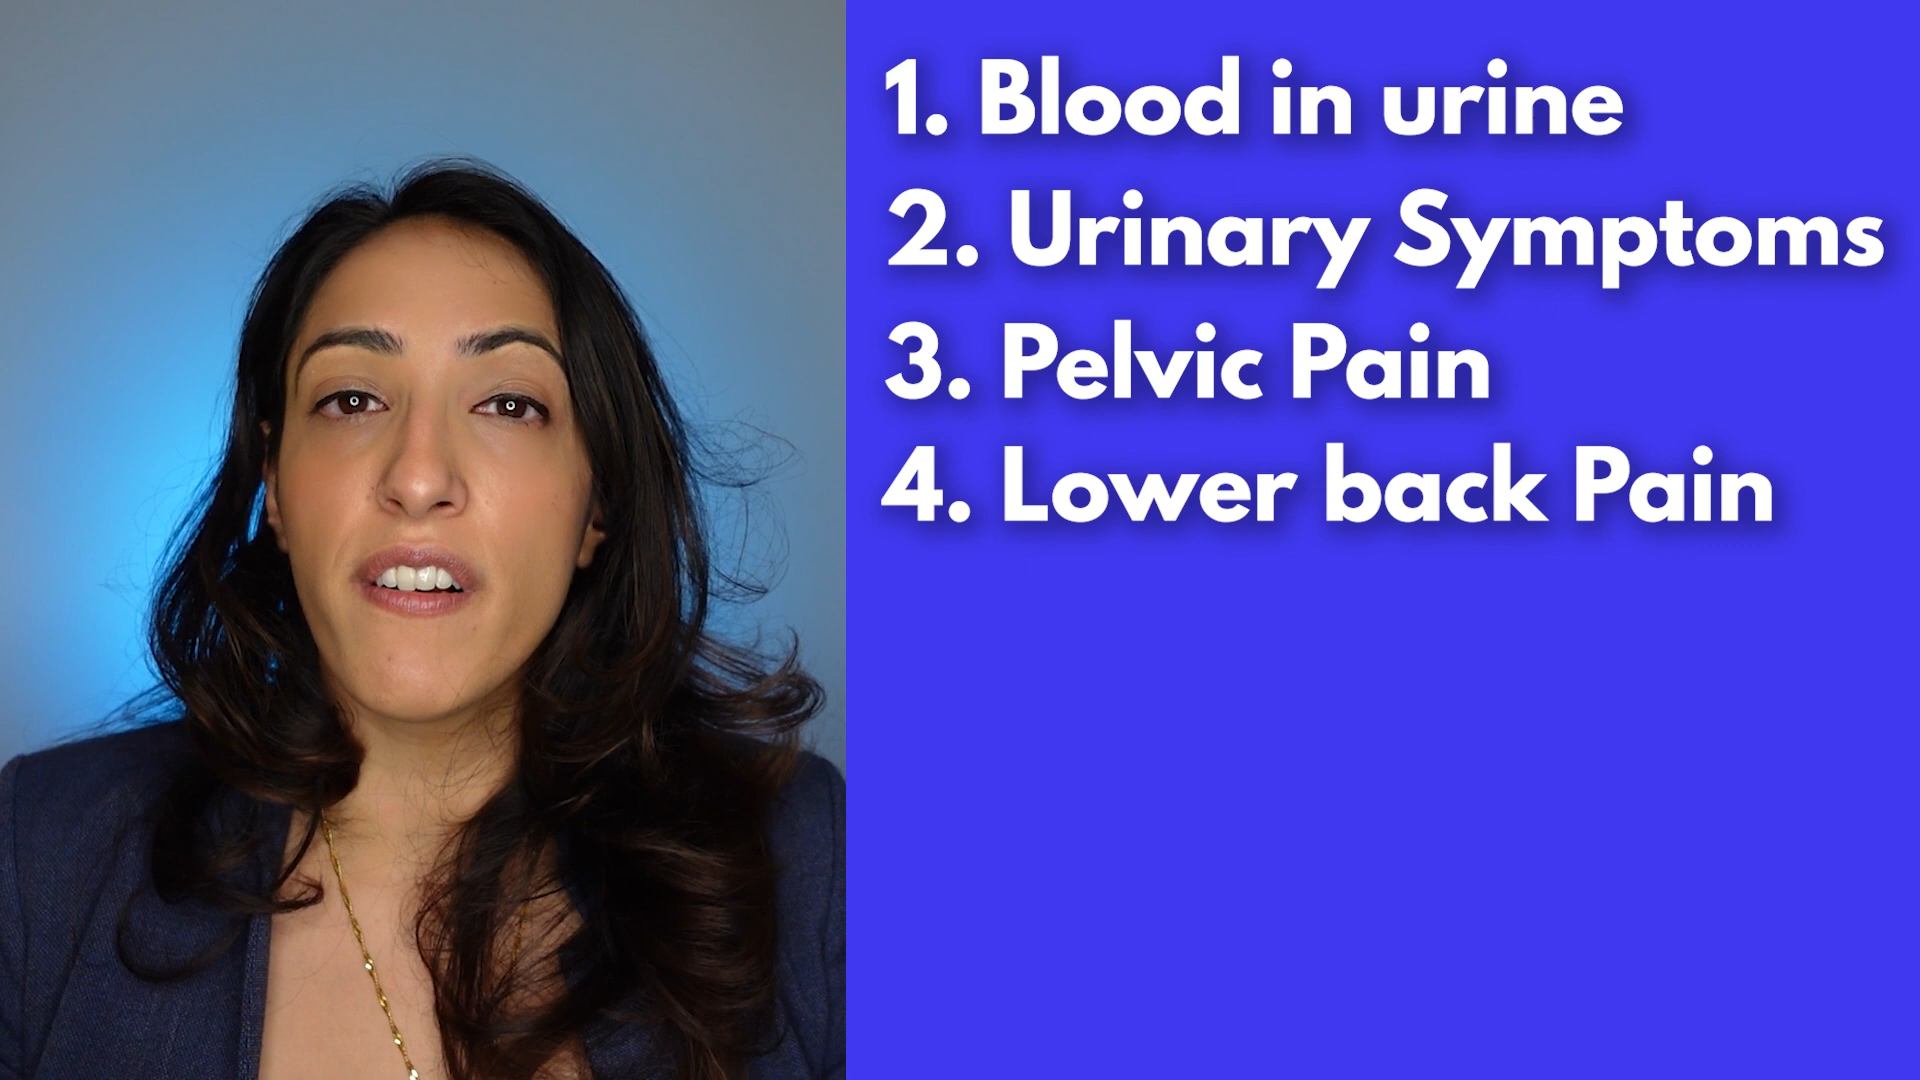 1. Blood in urine
2. Urinary Symptoms
3. Pelvic Pain
4. Lower back Pain